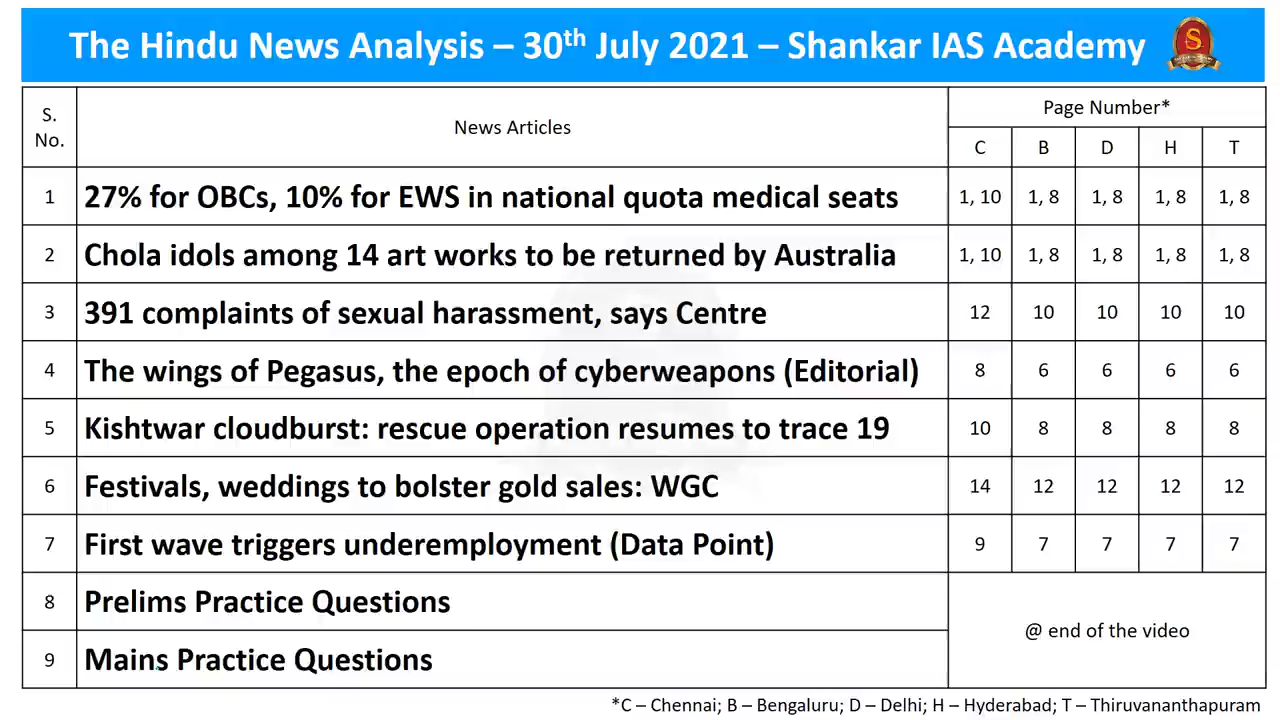 The Hindu News Analysis – 30th July 2021 – Shankar IAS Academy
S. No. News Articles Page Number*
C B D H T
1 27% for OBCs, 10% for EWS in national quota medical seats 1, 10 1, 8 1, 8 1, 8 1, 8
2 Chola idols among 14 art works to be returned by Australia 1, 10 1, 8 1, 8 1, 8 1, 8
3 391 complaints of sexual harassment, says Centre 12 10 10 10 10
4 The wings of Pegasus, the epoch of cyberweapons (Editorial) 8 6 6 6 6
5 Kishtwar cloudburst: rescue operation resumes to trace 19 10 8 8 8 8
6 Festivals, weddings to bolster gold sales: WGC 14 12 12 12 12
7 First wave triggers underemployment (Data Point) 9 7 7 7 7
8 Prelims Practice Questions
@ end of the video
9 Mains Practice Questions
*C – Chennai; B – Bengaluru; D – Delhi; H – Hyderabad; T – Thiruvananthapuram